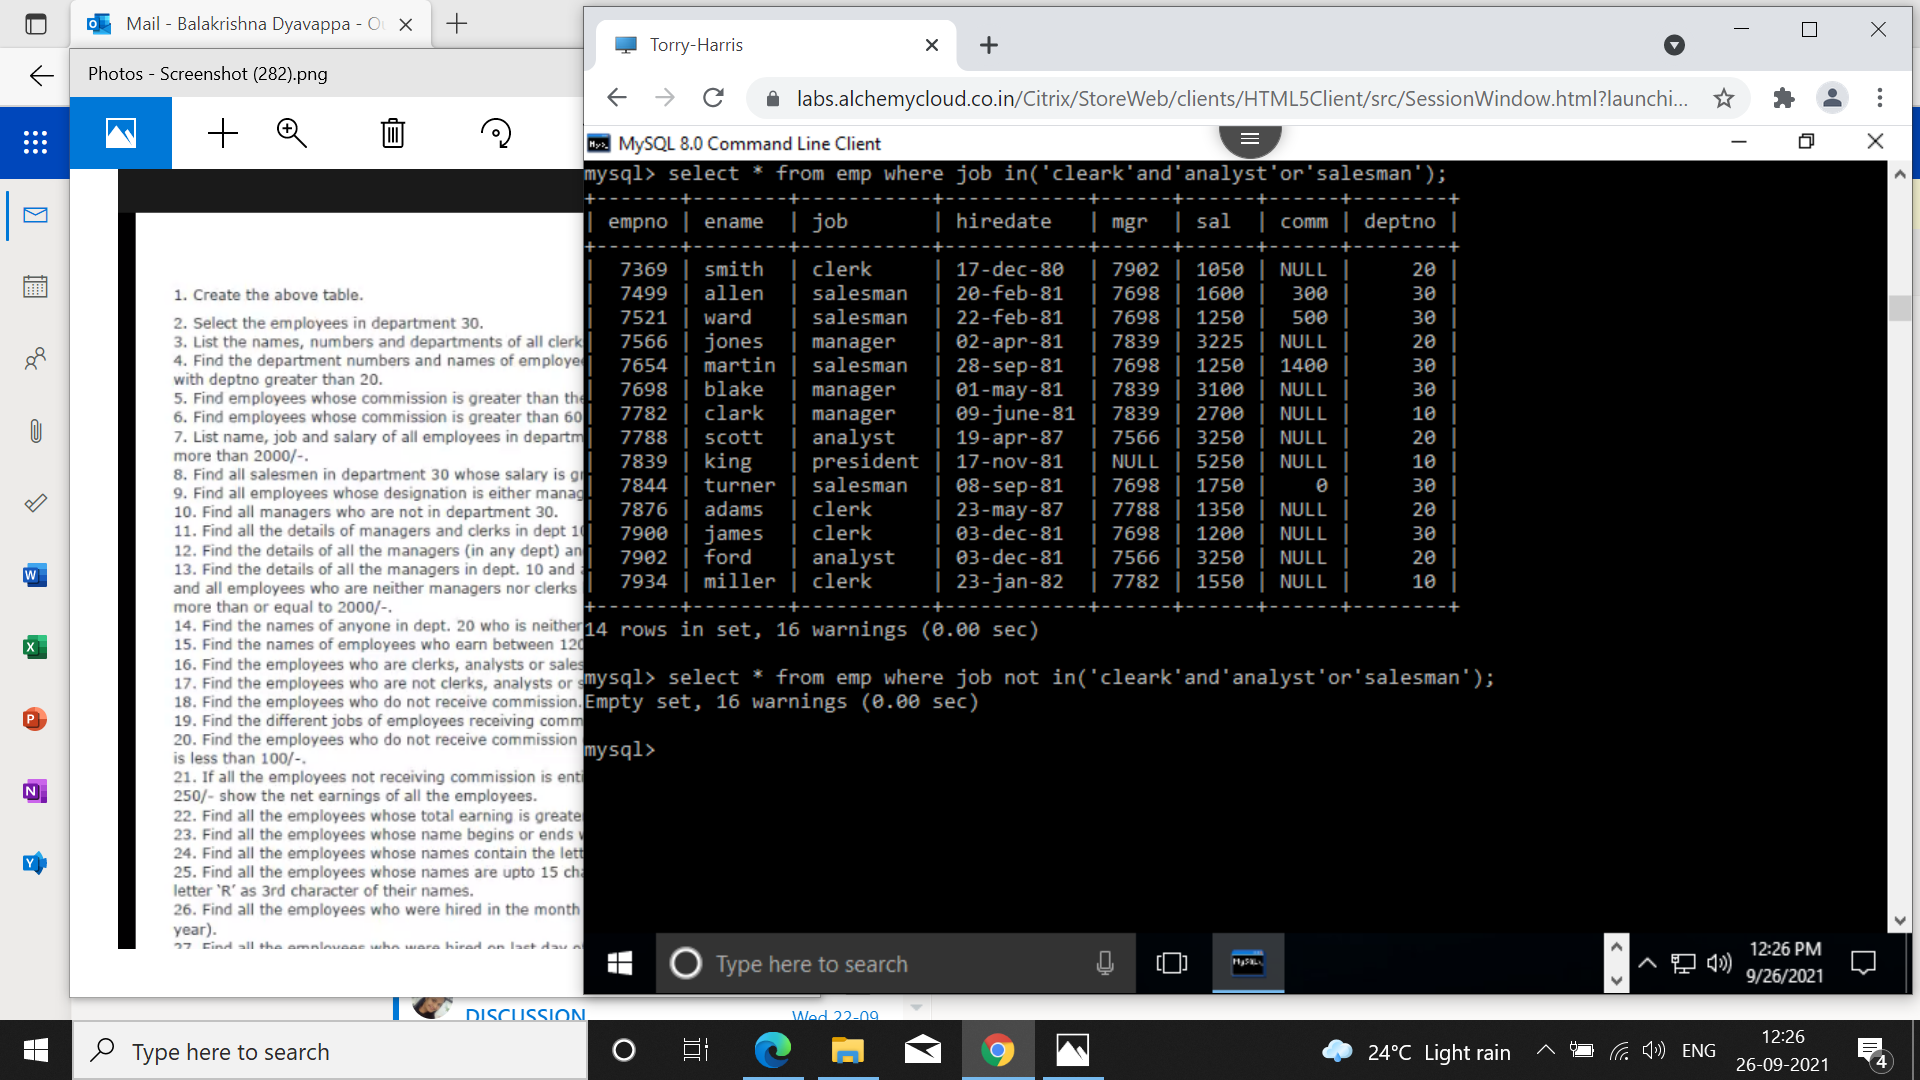 Mail - Balakrishna Dyavappa - Ou
Photos - Screenshot (282).png
1. Create the above table.
2. Select the employees in department 30.
3. List the names, numbers and departments of all clerk
4. Find the department numbers and names of employe
with deptno greater than 20.
5. Find employees whose commission is greater than the
6. Find employees whose commission is greater than 60
7. List name, job and salary of all employees in departm
more than 2000/-.
8. Find all salesmen in department 30 whose salary is gr
9. Find all employees whose designation is either manag
10. Find all managers who are not in department 30.
11. Find all the details of managers and clerks in dept 10
12. Find the details of all the managers (in any dept) an
13. Find the details of all the managers in dept. 10 and a
and all employees who are neither managers nor clerks
more than or equal to 2000/-.
14. Find the names of anyone in dept. 20 who is neither
15. Find the names of employees who earn between 120
16. Find the employees who are clerks, analysts or sales
17. Find the employees who are not clerks, analysts or s
18. Find the employees who do not receive commission.
19. Find the different jobs of employees receiving comm
20. Find the employees who do not receive commission
is less than 100/-.
21. If all the employees not receiving commission is enti
250/- show the net earnings of all the employees.
22. Find all the employees whose total earning is greate
23. Find all the employees whose name begins or ends w
24. Find all the employees whose names contain the lett
25. Find all the employees whose names are upto 15 cha
letter 'R' as 3rd character of their names.
26. Find all the employees who were hired in the month
year).
27. Find all the employees who were hired on last day o
DISCUSSION
Wed 22-09
Torry-Harris
labs.alchemycloud.co.in/Citrix/StoreWeb/clients/HTML5Client/src/SessionWindow.html?launchi...
MySQL 8.0 Command Line Client
mysql> select * from emp where job in('cleark'and'analyst'or'salesman');
+-------+--------+-----------+------------+------+------+------+--------+
| empno | ename | job | hiredate | mgr | sal | comm | deptno |
+-------+--------+-----------+------------+------+------+------+--------+
| 7369 | smith | clerk | 17-dec-80 | 7902 | 1050 | NULL | 20 |
| 7499 | allen | salesman | 20-feb-81 | 7698 | 1600 | 300 | 30 |
| 7521 | ward | salesman | 22-feb-81 | 7698 | 1250 | 500 | 30 |
| 7566 | jones | manager | 02-apr-81 | 7839 | 3225 | NULL | 20 |
| 7654 | martin | salesman | 28-sep-81 | 7698 | 1250 | 1400 | 30 |
| 7698 | blake | manager | 01-may-81 | 7839 | 3100 | NULL | 30 |
| 7782 | clark | manager | 09-june-81 | 7839 | 2700 | NULL | 10 |
| 7788 | scott | analyst | 19-apr-87 | 7566 | 3250 | NULL | 20 |
| 7839 | king | president | 17-nov-81 | NULL | 5250 | NULL | 10 |
| 7844 | turner | salesman | 08-sep-81 | 7698 | 1750 | 0 | 30 |
| 7876 | adams | clerk | 23-may-87 | 7788 | 1350 | NULL | 20 |
| 7900 | james | clerk | 03-dec-81 | 7698 | 1200 | NULL | 30 |
| 7902 | ford | analyst | 03-dec-81 | 7566 | 3250 | NULL | 20 |
| 7934 | miller | clerk | 23-jan-82 | 7782 | 1550 | NULL | 10 |
+-------+--------+-----------+------------+------+------+------+--------+
14 rows in set, 16 warnings (0.00 sec)
mysql> select * from emp where job not in('cleark'and'analyst'or'salesman');
Empty set, 16 warnings (0.00 sec)
mysql>
Type here to search
12:26 PM
9/26/2021
Type here to search
24°C Light rain
ENG
12:26
26-09-2021
4